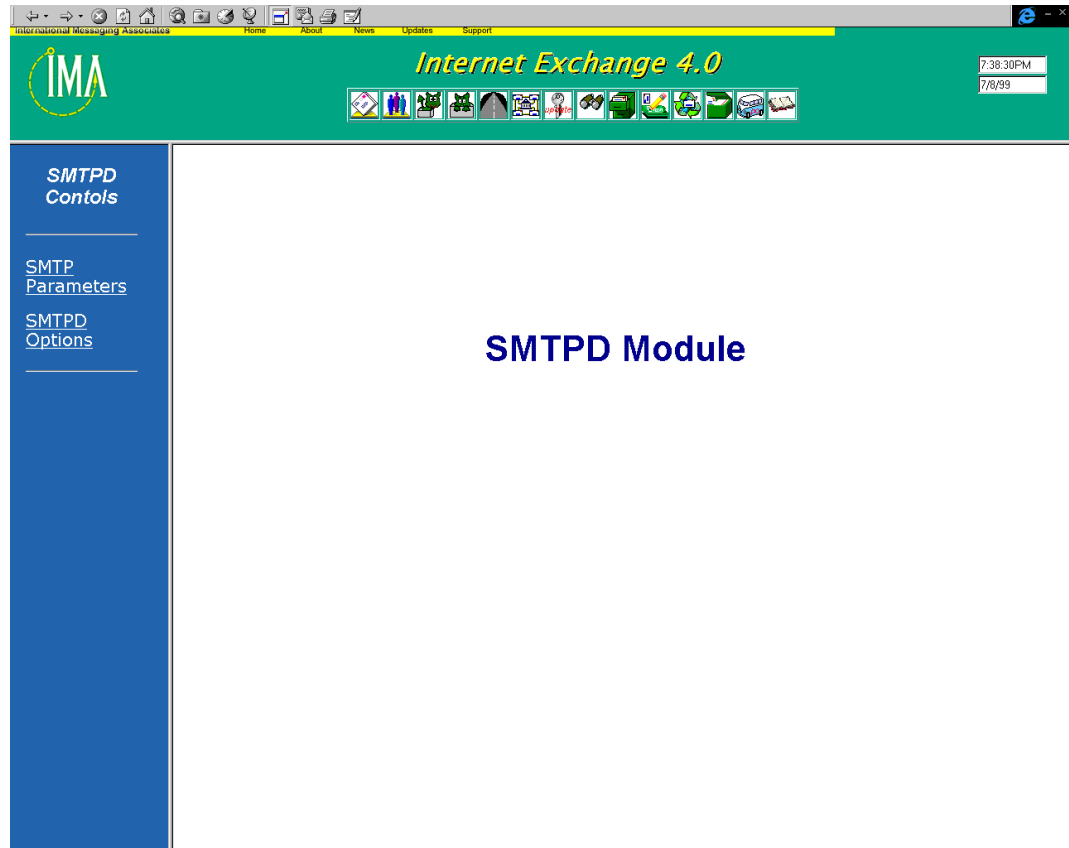 International Messaging Associates Home About News Updates Support
IMA
Internet Exchange 4.0
7:38:30PM
7/8/99
update
SMTPD
Contols
SMTP
Parameters
SMTPD
Options
SMTPD Module